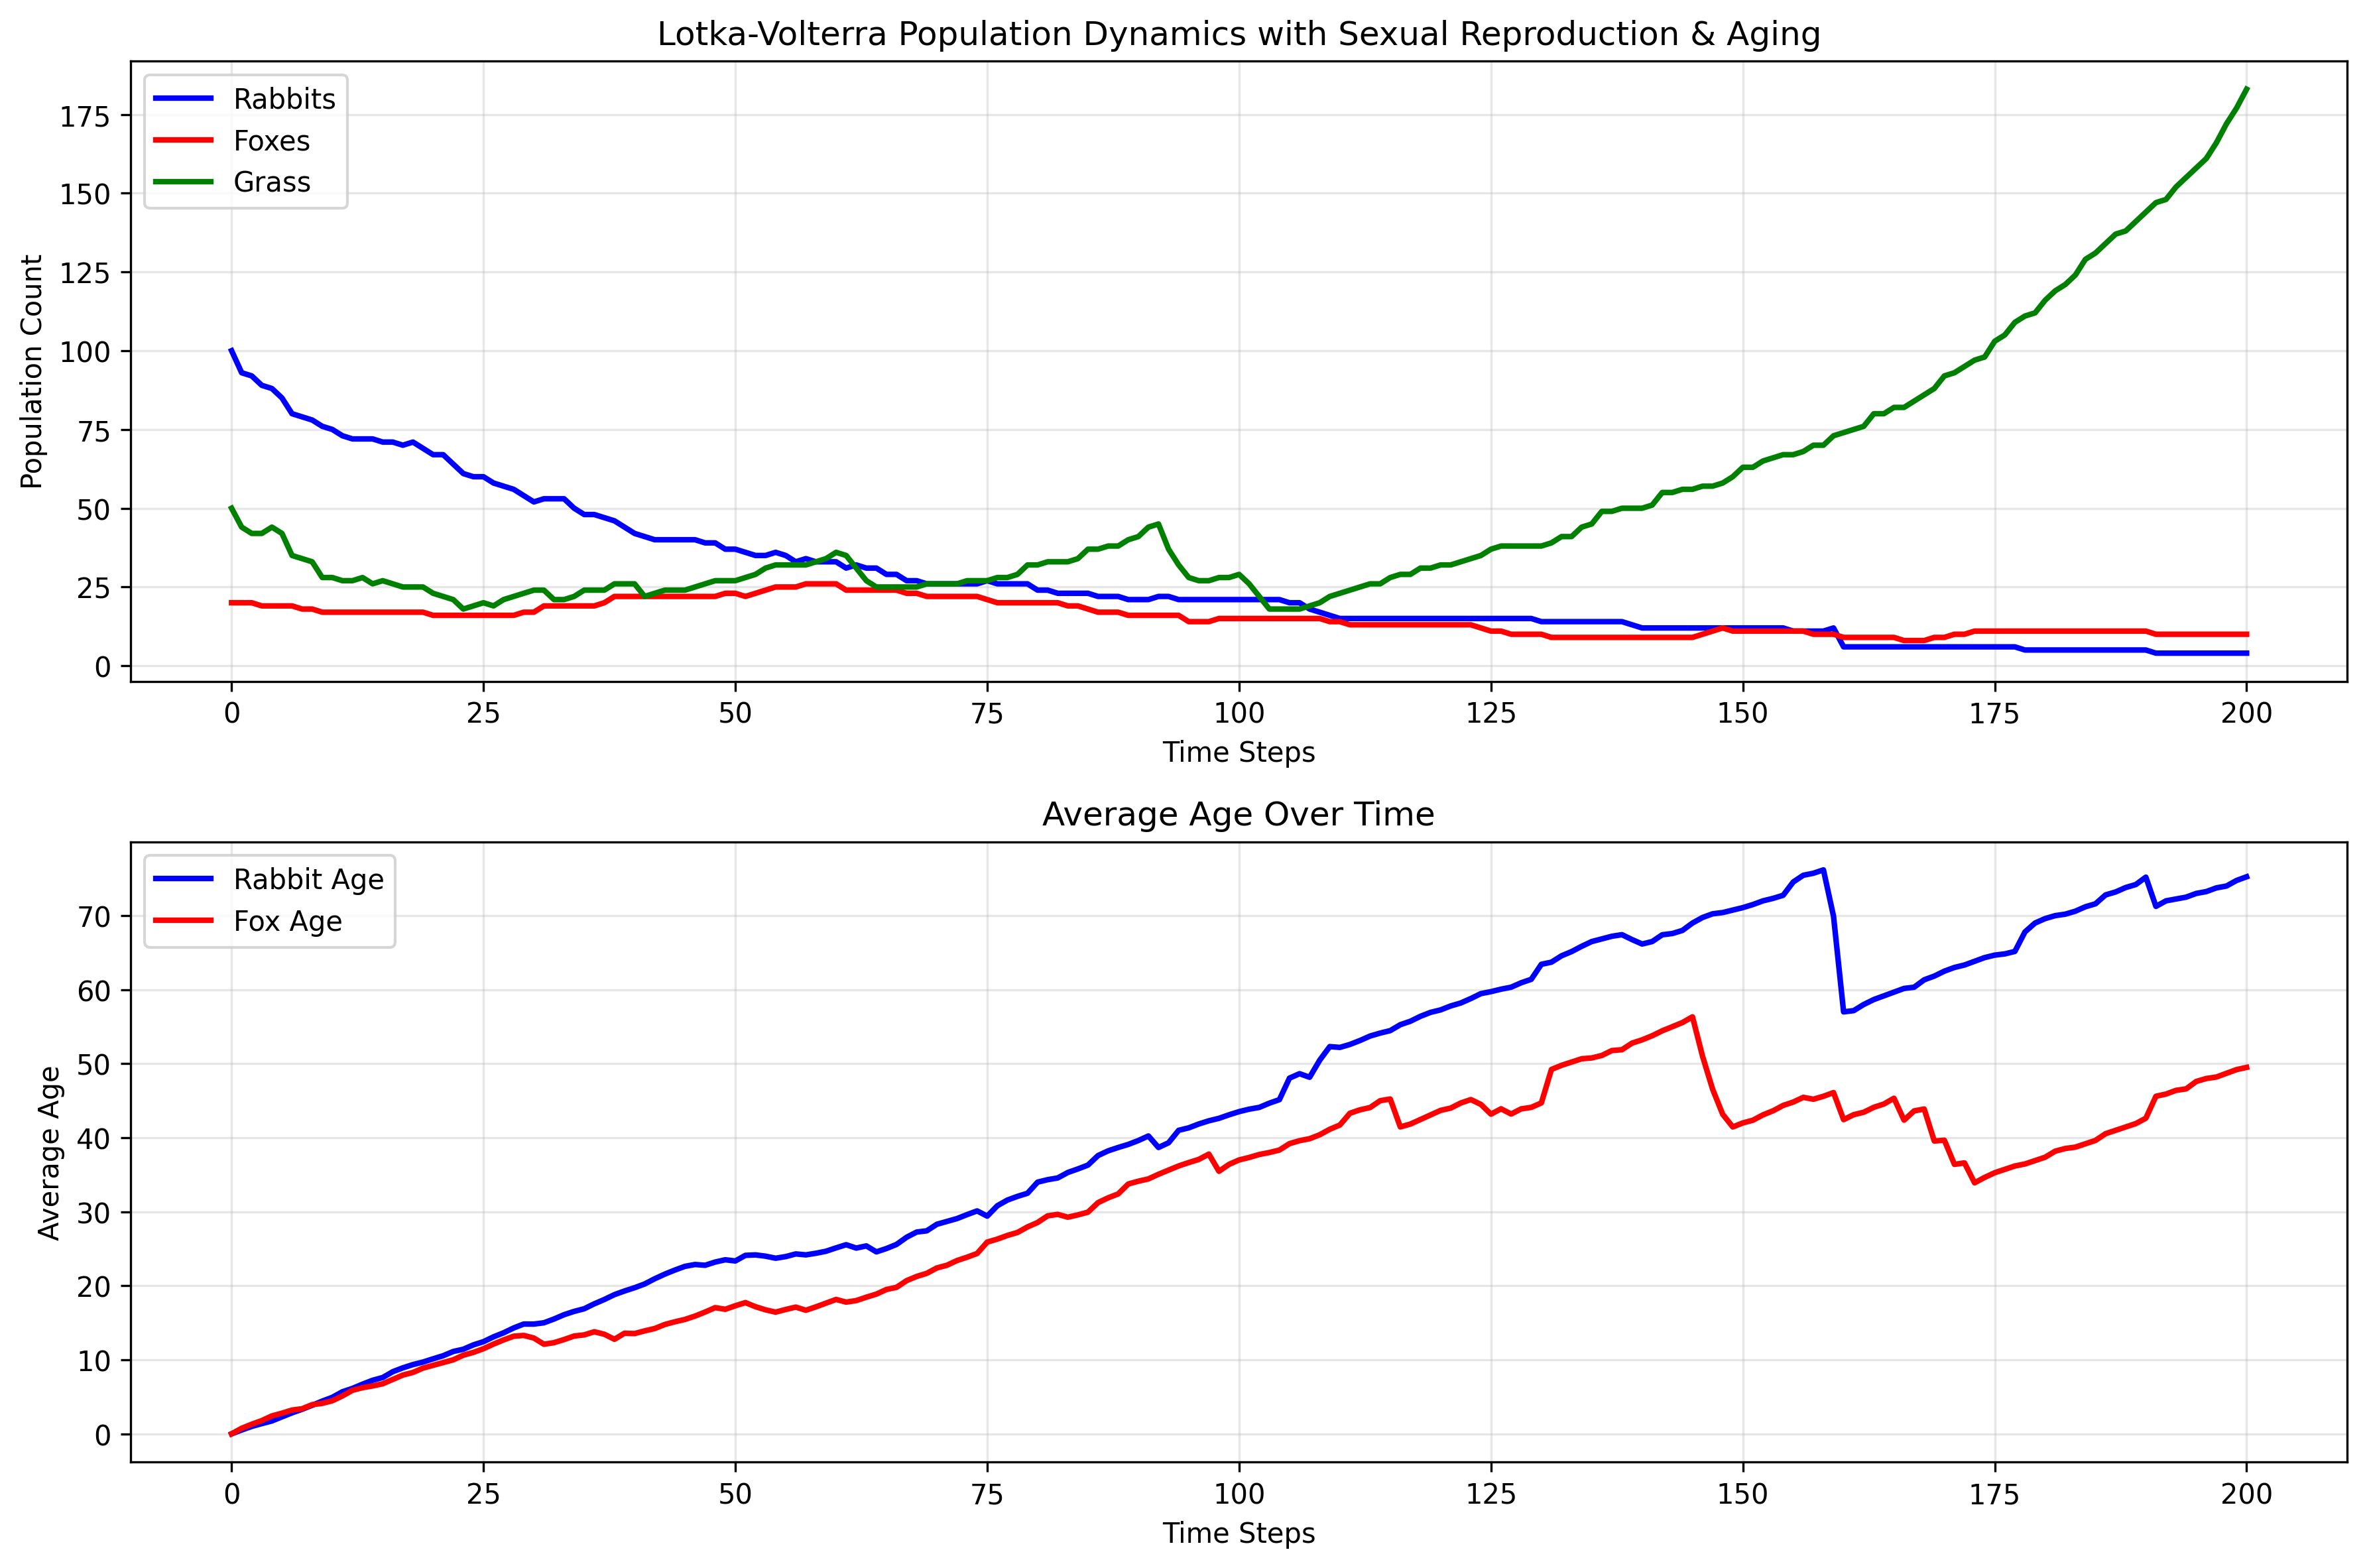 Lotka-Volterra Population Dynamics with Sexual Reproduction & Aging
Rabbits
Foxes
Grass
Population Count
175
150
125
100
75
50
25
0
0 25 50 75 100 125 150 175 200
Time Steps
Average Age Over Time
Rabbit Age
Fox Age
Average Age
70
60
50
40
30
20
10
0
0 25 50 75 100 125 150 175 200
Time Steps